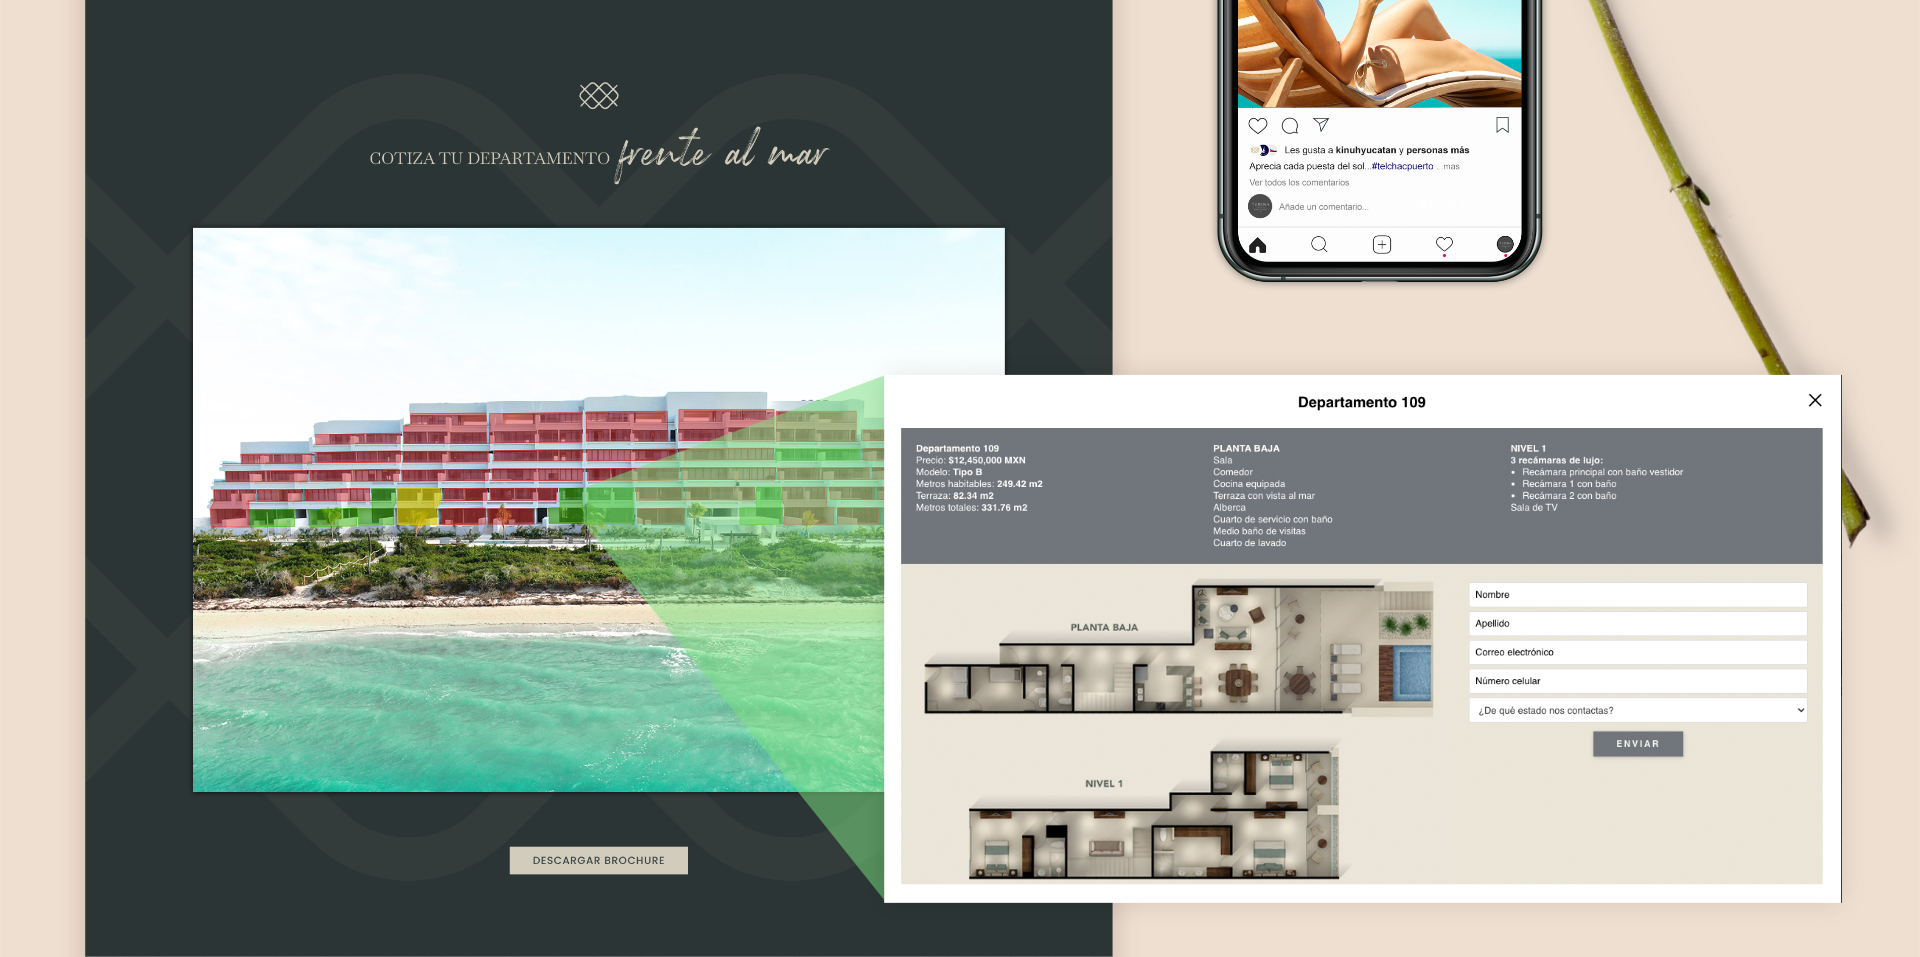 COTIZA TU DEPARTAMENTO frente al mar
DESCARGAR BROCHURE
Les gusta a kinuhyucatan y personas más
Aprecia cada puesta del sol...#telchacpuerto ...mas
Ver todos los comentarios
Añade un comentario...
Departamento 109
Departamento 109
Precio: $12,450,000 MXN
Modelo: Tipo B
Metros habitables: 249.42 m2
Terraza: 82.34 m2
Metros totales: 331.76 m2
PLANTA BAJA
Sala
Comedor
Cocina equipada
Terraza con vista al mar
Alberca
Cuarto de servicio con baño
Medio baño de visitas
Cuarto de lavado
NIVEL 1
3 recámaras de lujo:
• Recámara principal con baño vestidor
• Recámara 1 con baño
• Recámara 2 con baño
Sala de TV
PLANTA BAJA
NIVEL 1
Nombre
Apellido
Correo electrónico
Número celular
¿De qué estado nos contactas?
ENVIAR